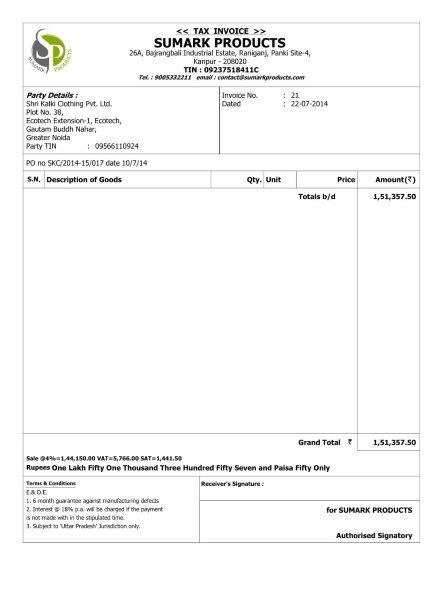 << TAX INVOICE >>
SUMARK PRODUCTS
26A, Bajrangbali Industrial Estate, Raniganj, Panki Site-4,
Kanpur - 208020
TIN : 09237518411C
Tel. : 9005332211 email : contact@sumarkproducts.com
SUMARK PRODUCTS
Party Details :
Shri Kalki Clothing Pvt. Ltd.
Plot No. 38,
Ecotech Extension-1, Ecotech,
Gautam Buddh Nahar,
Greater Noida
Party TIN : 09566110924
Invoice No. : 21
Dated : 22-07-2014
PO no SKC/2014-15/017 date 10/7/14
S.N. Description of Goods Qty. Unit Price Amount(₹)
Totals b/d 1,51,357.50
Grand Total ₹ 1,51,357.50
Sale @4%=1,44,150.00 VAT=5,766.00 SAT=1,441.50
Rupees One Lakh Fifty One Thousand Three Hundred Fifty Seven and Paisa Fifty Only
Terms & Conditions
E.& O.E.
1. 6 month guarantee against manufacturing defects
2. Interest @ 18% p.a. will be charged if the payment
is not made with in the stipulated time.
3. Subject to 'Uttar Pradesh' Jurisdiction only.
Receiver's Signature :
for SUMARK PRODUCTS
Authorised Signatory